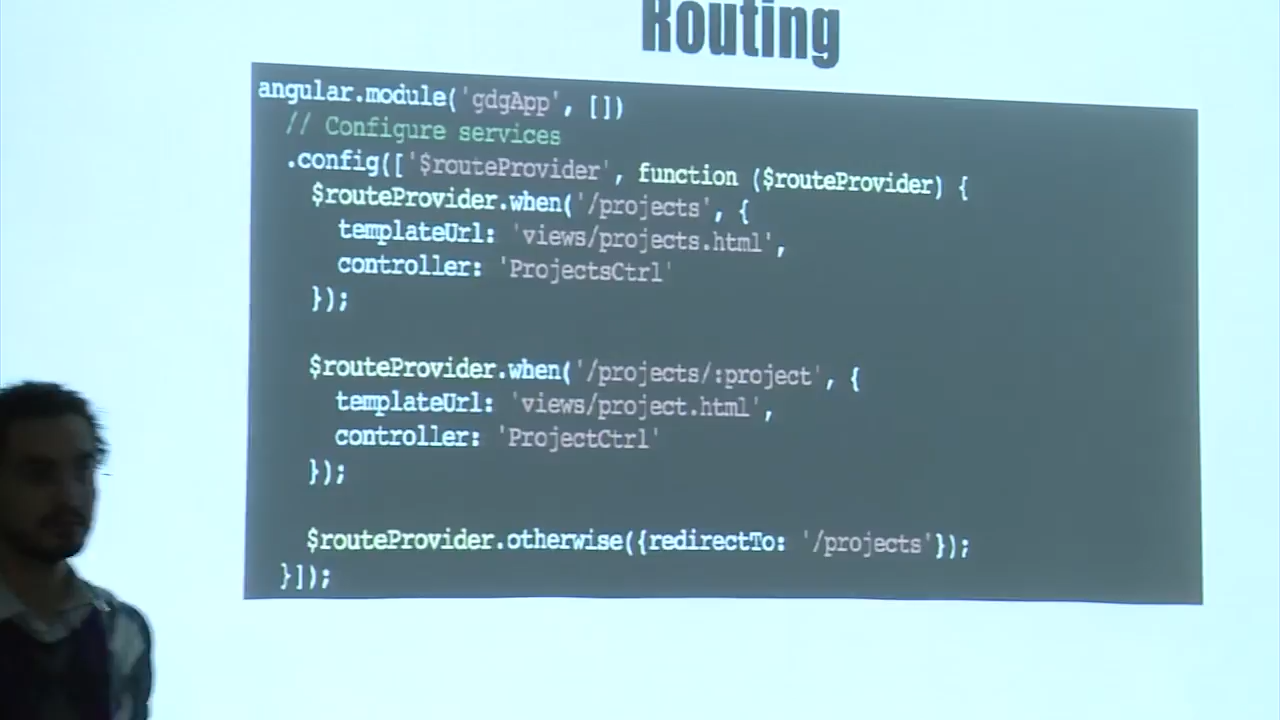 Routing
angular.module('gdgApp', [])
// Configure services
.config(['$routeProvider', function ($routeProvider) {
$routeProvider.when('/projects', {
templateUrl: 'views/projects.html',
controller: 'ProjectsCtrl'
});
$routeProvider.when('/projects/:project', {
templateUrl: 'views/project.html',
controller: 'ProjectCtrl'
});
$routeProvider.otherwise({redirectTo: '/projects'});
}]);